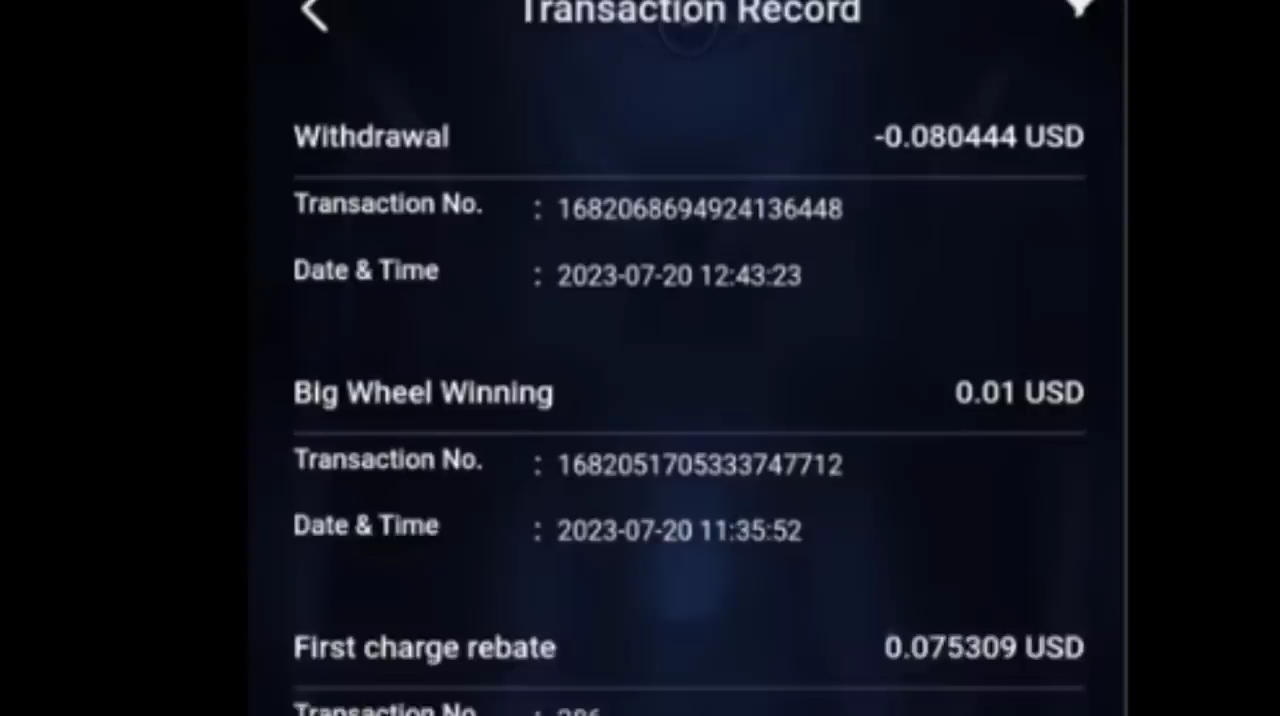 Transaction Record
Withdrawal -0.080444 USD
Transaction No. : 1682068694924136448
Date & Time : 2023-07-20 12:43:23
Big Wheel Winning 0.01 USD
Transaction No. : 1682051705333747712
Date & Time : 2023-07-20 11:35:52
First charge rebate 0.075309 USD
Transaction No. :